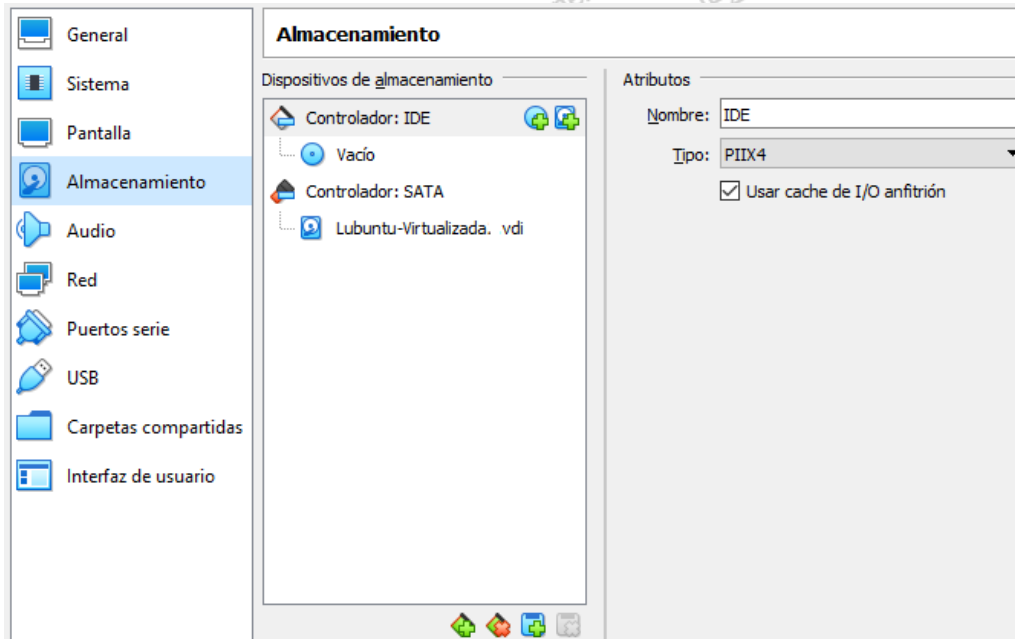 General
Sistema
Pantalla
Almacenamiento
Audio
Red
Puertos serie
USB
Carpetas compartidas
Interfaz de usuario
Almacenamiento
Dispositivos de almacenamiento
Controlador: IDE
Vacío
Controlador: SATA
Lubuntu-Virtualizada. vdi
Atributos
Nombre: IDE
Tipo: PIIX4
Usar cache de I/O anfitrión